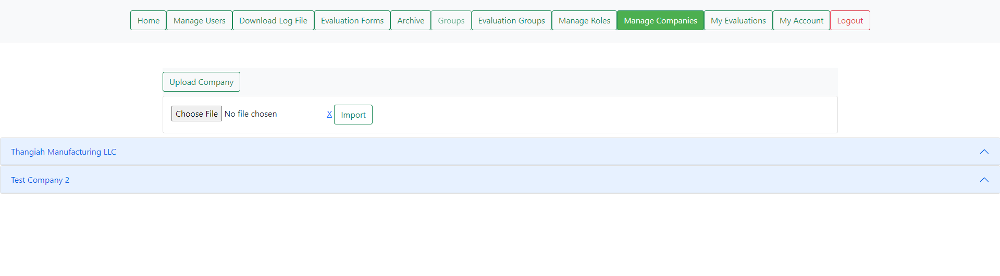 Home Manage Users Download Log File Evaluation Forms Archive Groups Evaluation Groups Manage Roles Manage Companies My Evaluations My Account Logout
Upload Company
Choose File No file chosen X Import
Thangiah Manufacturing LLC
Test Company 2